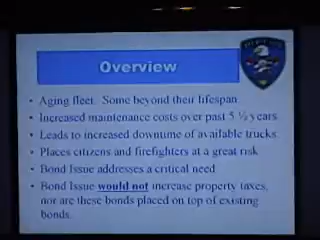 Overview
• Aging fleet. Some beyond their lifespan
• Increased maintenance costs over past 5 ½ years
• Leads to increased downtime of available trucks.
• Places citizens and firefighters at a great risk
• Bond Issue addresses a critical need
• Bond Issue would not increase property taxes,
nor are these bonds placed on top of existing
bonds.